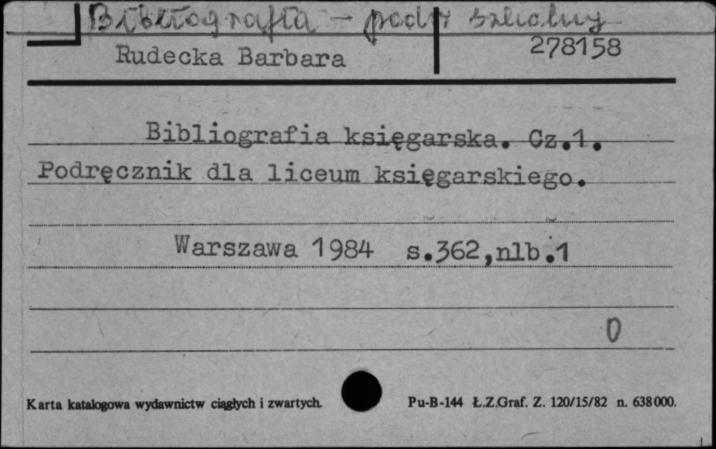 Bibliografia – podr szkolny
Rudecka Barbara 278158
Bibliografia księgarska. Cz.1.
Podręcznik dla liceum księgarskiego.
Warszawa 1984 s.362,nlb.1
0
Karta katalogowa wydawnictw ciągłych i zwartych. Pu-B-144 Ł.Z.Graf. Z. 120/15/82 n. 638000.